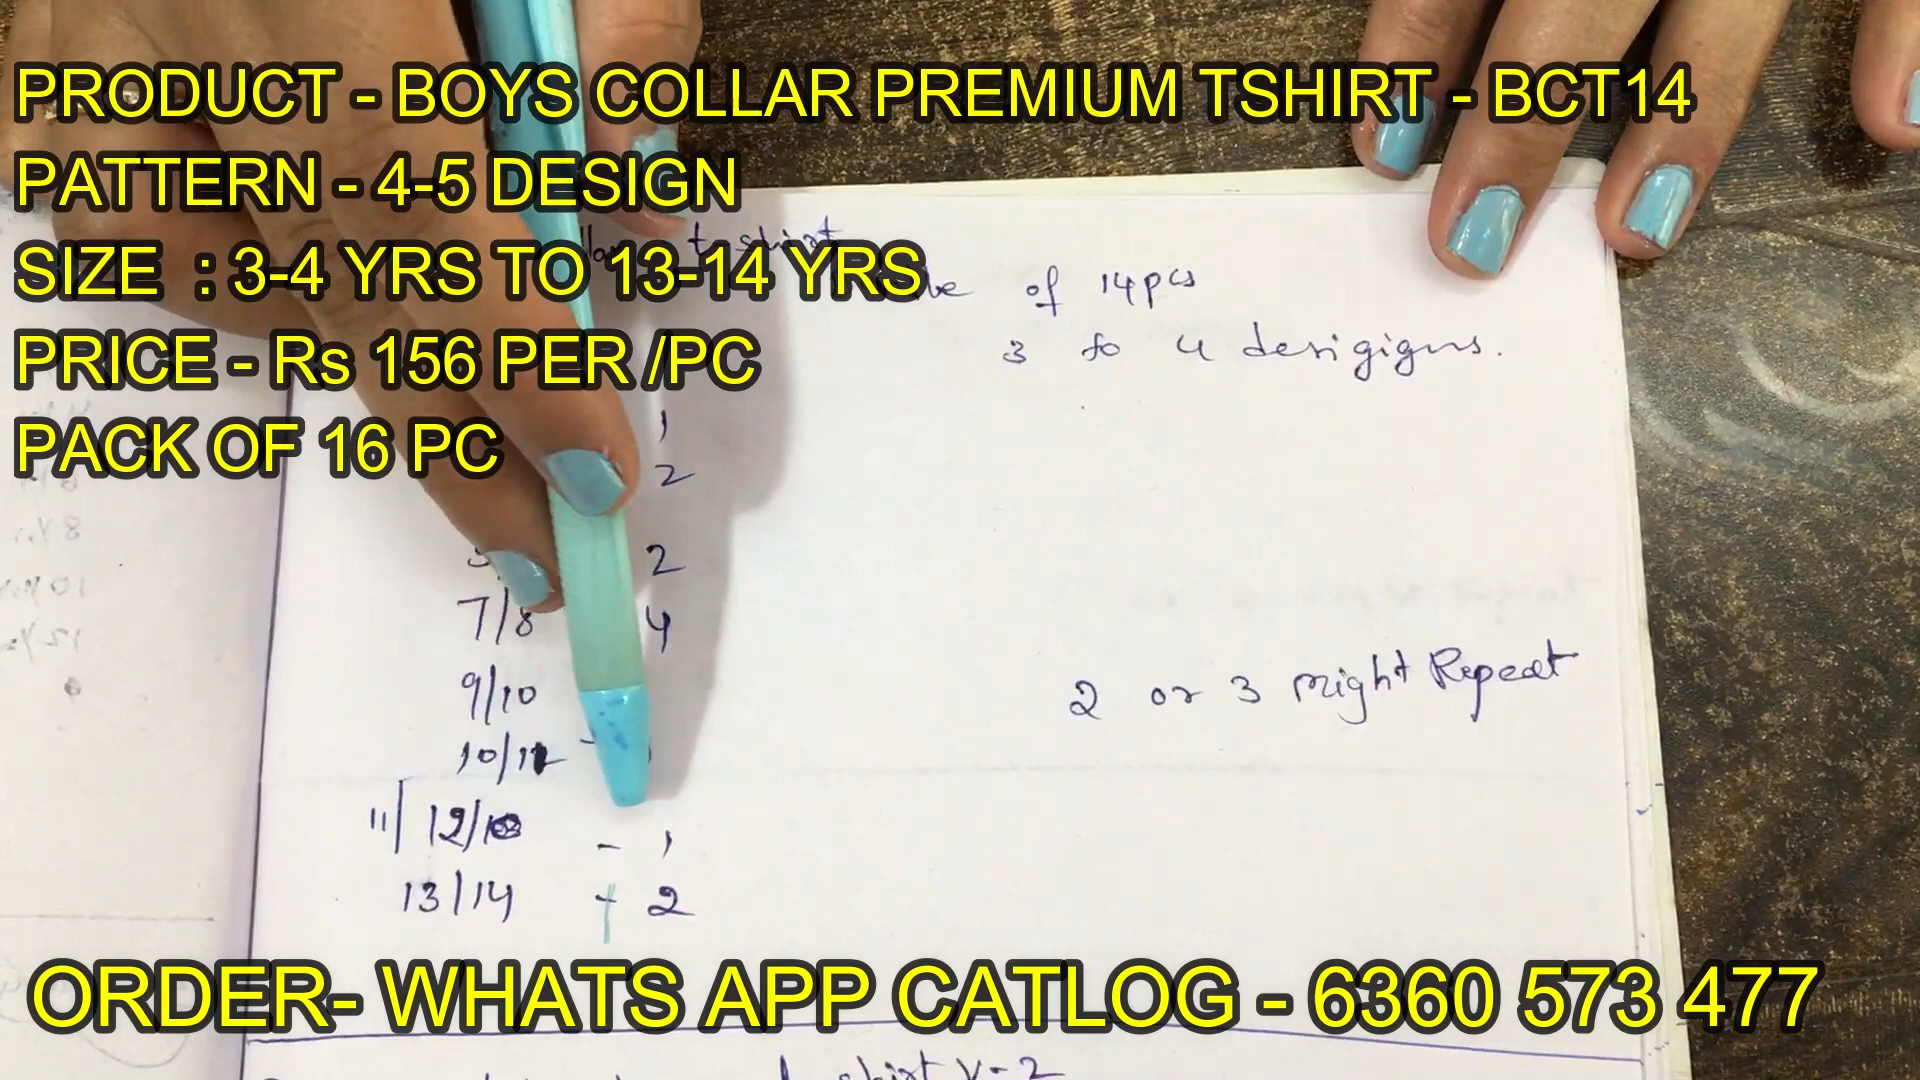 PRODUCT - BOYS COLLAR PREMIUM TSHIRT - BCT14
PATTERN - 4-5 DESIGN
SIZE : 3-4 YRS TO 13-14 YRS
PRICE - Rs 156 PER /PC
PACK OF 16 PC
t-shirt
of 14pcs
3 to 4 desigigns.
1
2
2
7/8 4
9/10
10/11 -
11/ 12/ - 1
13/14 - 2
2 or 3 might Repeat
ORDER- WHATS APP CATLOG - 6360 573 477